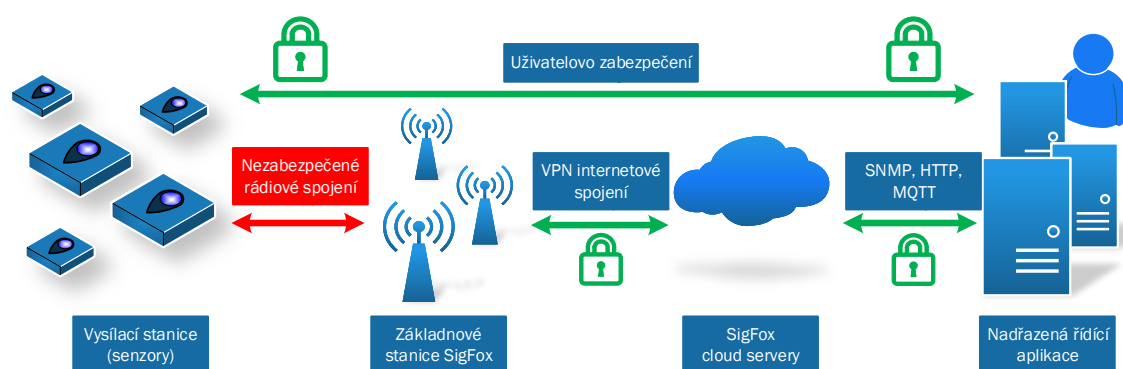 Uživatelovo zabezpečení
Nezabezpečené
rádiové spojení
VPN internetové
spojení
SNMP, HTTP,
MQTT
Vysílací stanice
(senzory)
Základnové
stanice SigFox
SigFox
cloud servery
Nadřazená řídící
aplikace